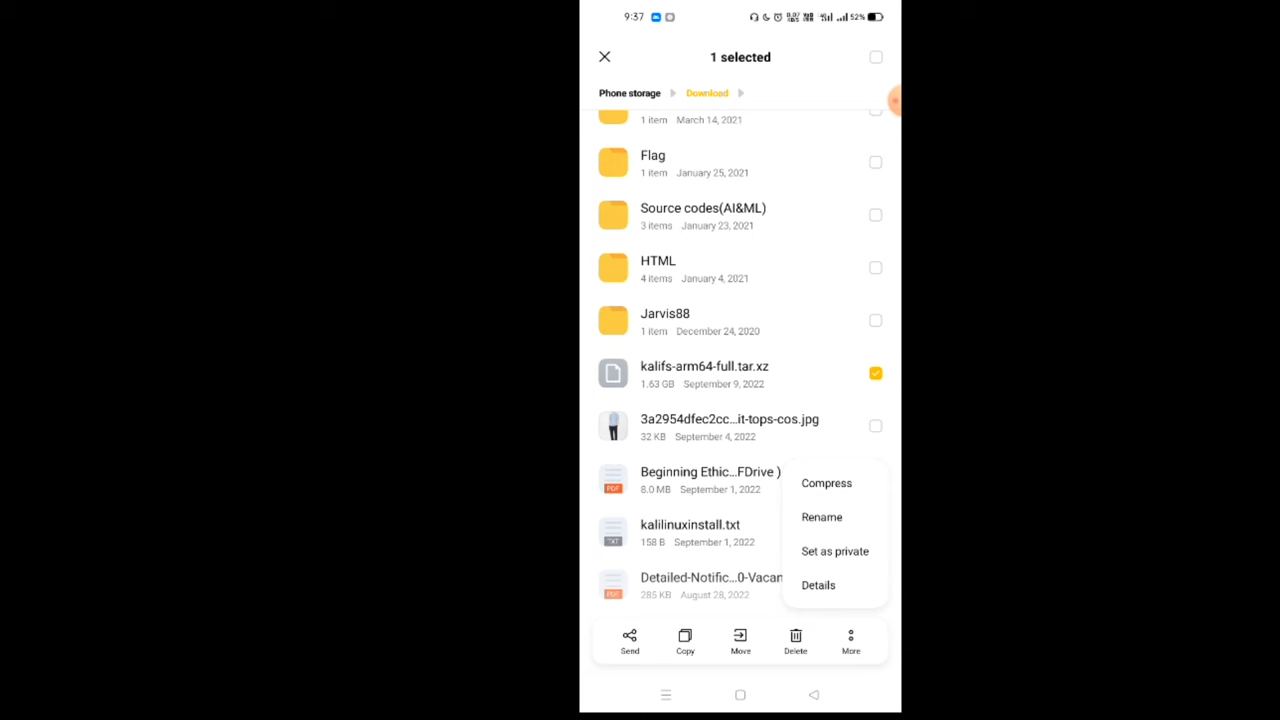 9:37 52%
1 selected
Phone storage Download
1 item March 14, 2021
Flag
1 item January 25, 2021
Source codes(AI&ML)
3 items January 23, 2021
HTML
4 items January 4, 2021
Jarvis88
1 item December 24, 2020
kalifs-arm64-full.tar.xz
1.63 GB September 9, 2022
3a2954dfec2cc...it-tops-cos.jpg
32 KB September 4, 2022
Beginning Ethic...FDrive )
PDF 8.0 MB September 1, 2022
kalilinuxinstall.txt
TXT 158 B September 1, 2022
Detailed-Notific...0-Vacan
PDF 285 KB August 28, 2022
Compress
Rename
Set as private
Details
Send Copy Move Delete More